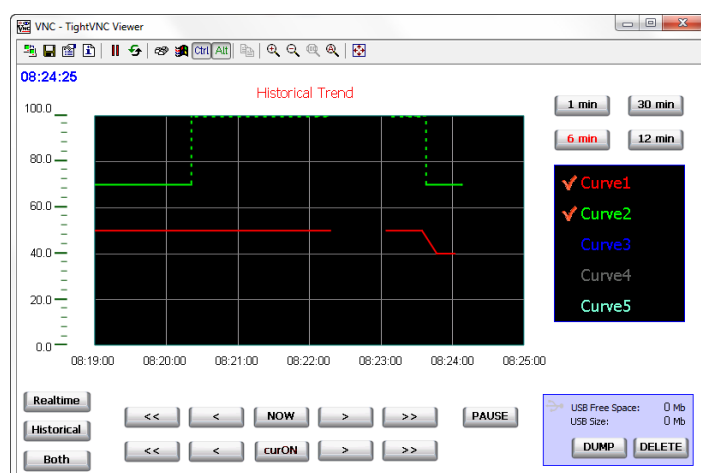 VNC - TightVNC Viewer
Ctrl Alt
08:24:25
Historical Trend
100.0
80.0
60.0
40.0
20.0
0.0
08:19:00 08:20:00 08:21:00 08:22:00 08:23:00 08:24:00 08:25:00
1 min 30 min
6 min 12 min
Curve1
Curve2
Curve3
Curve4
Curve5
Realtime
Historical
Both
<< < NOW > >> PAUSE
<< < curON > >>
USB Free Space: 0 Mb
USB Size: 0 Mb
DUMP DELETE